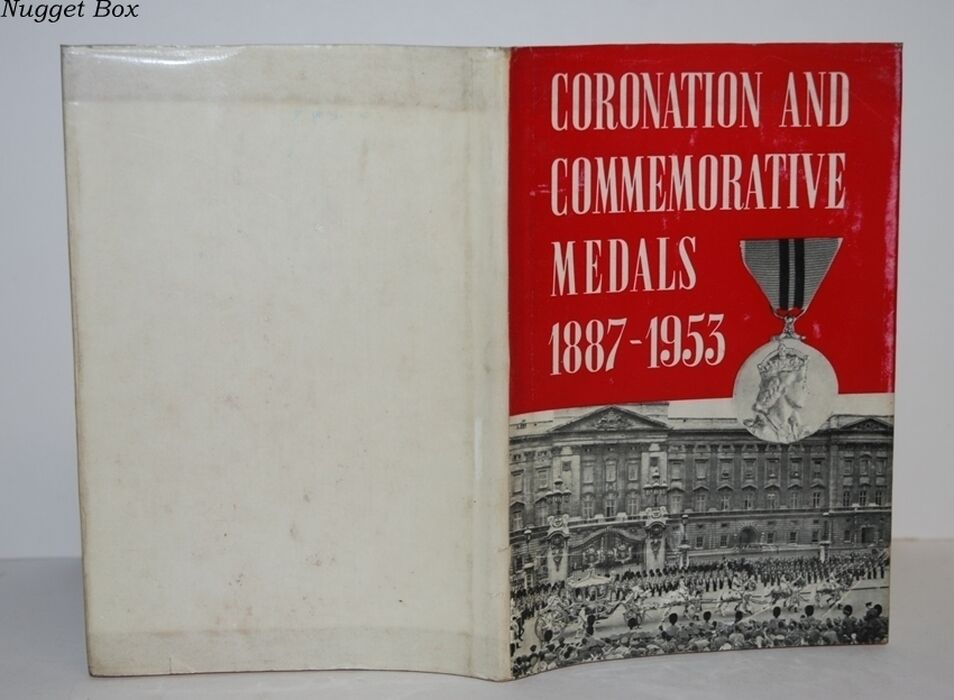 Nugget Box
CORONATION AND
COMMEMORATIVE
MEDALS
1887-1953